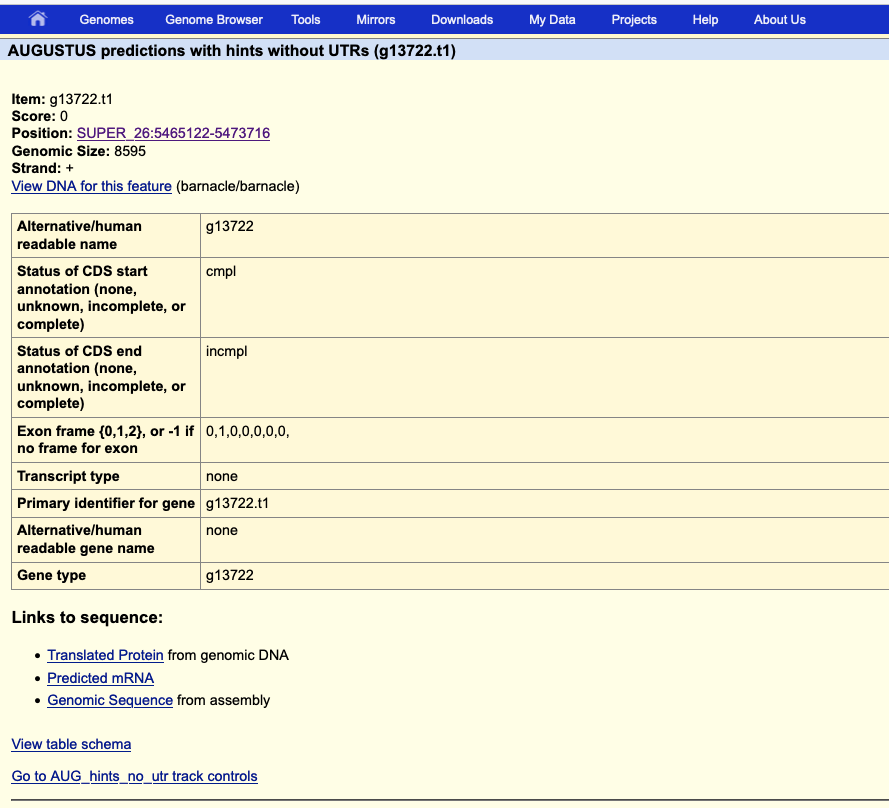 Genomes Genome Browser Tools Mirrors Downloads My Data Projects Help About Us
AUGUSTUS predictions with hints without UTRs (g13722.t1)
Item: g13722.t1
Score: 0
Position: SUPER_26:5465122-5473716
Genomic Size: 8595
Strand: +
View DNA for this feature (barnacle/barnacle)
Alternative/human
readable name
g13722
Status of CDS start
annotation (none,
unknown, incomplete, or
complete)
cmpl
Status of CDS end
annotation (none,
unknown, incomplete, or
complete)
incmpl
Exon frame {0,1,2}, or -1 if
no frame for exon
0,1,0,0,0,0,0,
Transcript type
none
Primary identifier for gene
g13722.t1
Alternative/human
readable gene name
none
Gene type
g13722
Links to sequence:
• Translated Protein from genomic DNA
• Predicted mRNA
• Genomic Sequence from assembly
View table schema
Go to AUG_hints_no_utr track controls